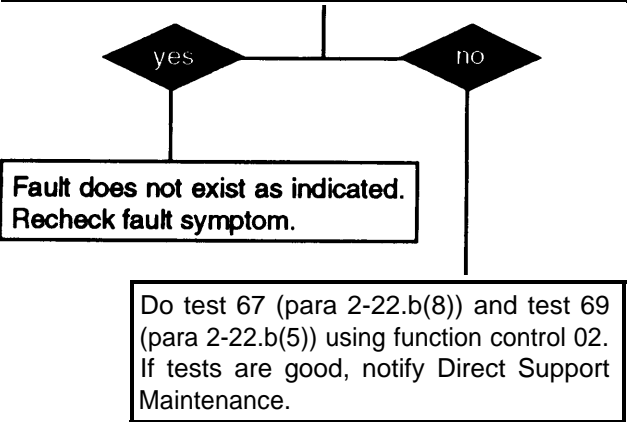 yes
no
Fault does not exist as indicated.
Recheck fault symptom.
Do test 67 (para 2-22.b(8)) and test 69
(para 2-22.b(5)) using function control 02.
If tests are good, notify Direct Support
Maintenance.